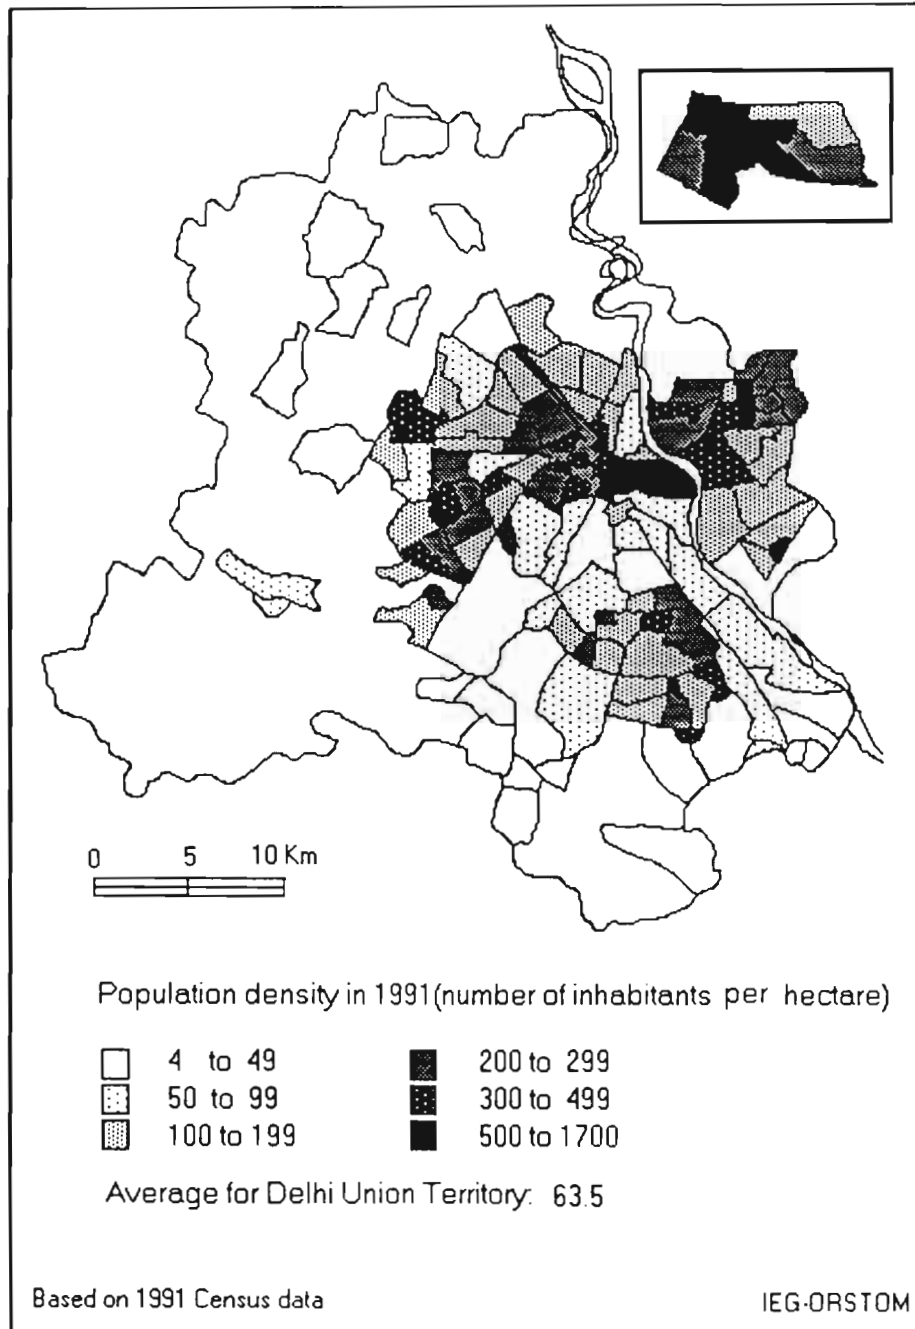 0 5 10 Km
Population density in 1991(number of inhabitants per hectare)
4 to 49
50 to 99
100 to 199
200 to 299
300 to 499
500 to 1700
Average for Delhi Union Territory: 63.5
Based on 1991 Census data
IEG-ORSTOM